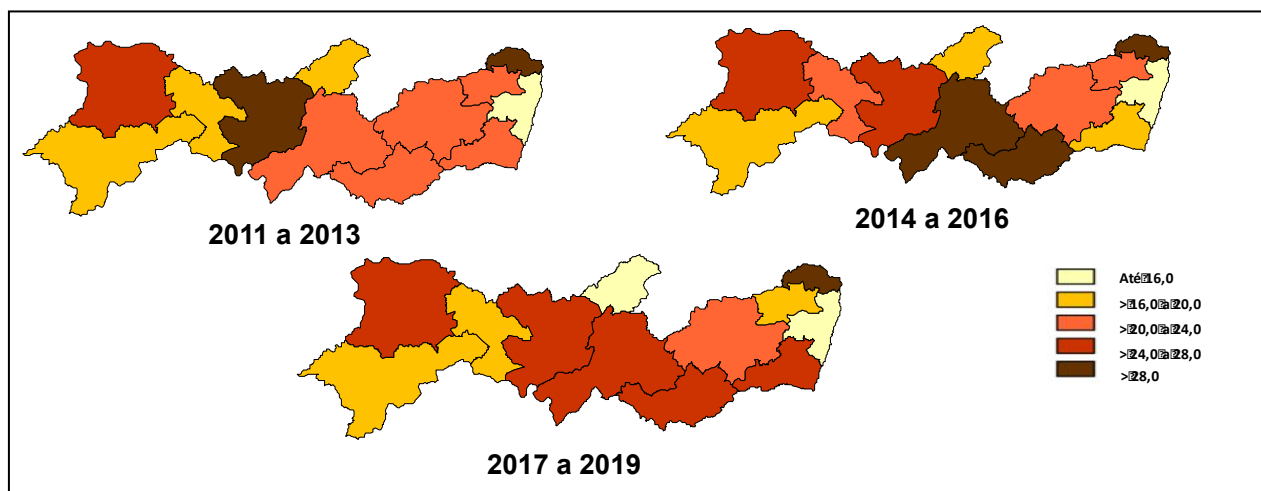 2011 a 2013
2014 a 2016
2017 a 2019
Até 16,0
> 16,0 a 20,0
> 20,0 a 24,0
> 24,0 a 28,0
> 28,0